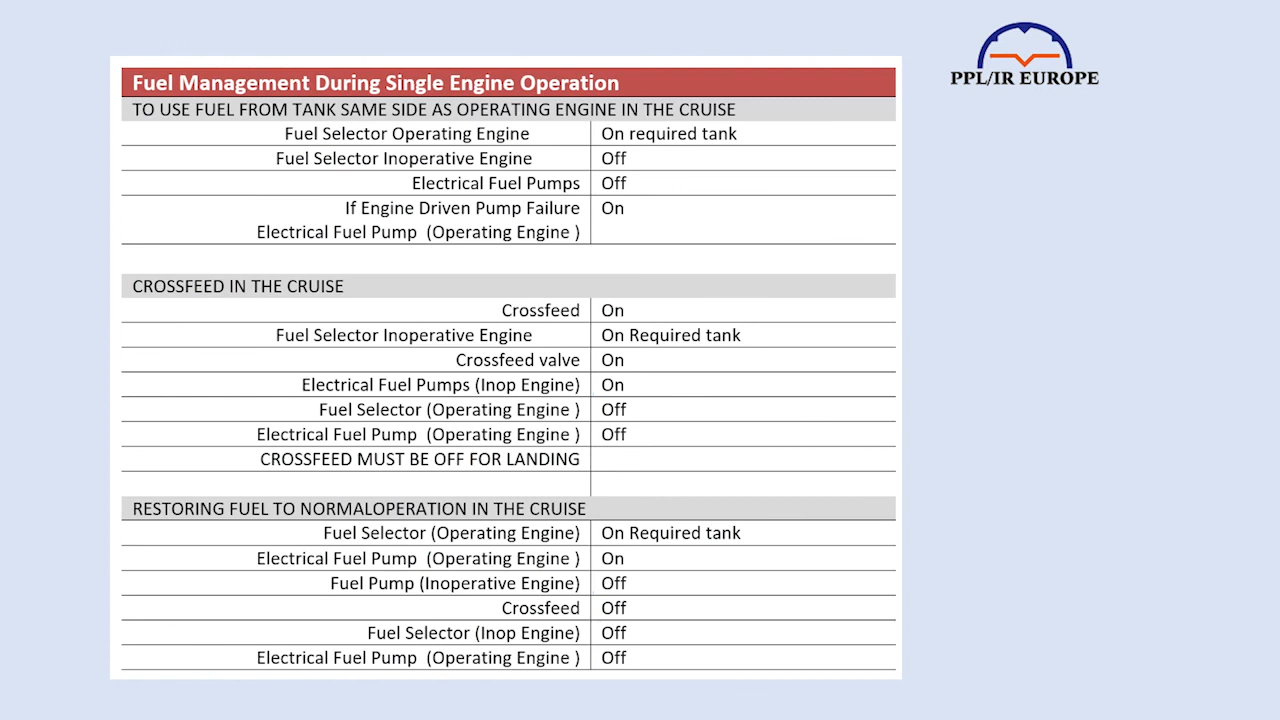 PPL/IR EUROPE
Fuel Management During Single Engine Operation
TO USE FUEL FROM TANK SAME SIDE AS OPERATING ENGINE IN THE CRUISE
Fuel Selector Operating Engine On required tank
Fuel Selector Inoperative Engine Off
Electrical Fuel Pumps Off
If Engine Driven Pump Failure On
Electrical Fuel Pump (Operating Engine )
CROSSFEED IN THE CRUISE
Crossfeed On
Fuel Selector Inoperative Engine On Required tank
Crossfeed valve On
Electrical Fuel Pumps (Inop Engine) On
Fuel Selector (Operating Engine ) Off
Electrical Fuel Pump (Operating Engine ) Off
CROSSFEED MUST BE OFF FOR LANDING
RESTORING FUEL TO NORMALOPERATION IN THE CRUISE
Fuel Selector (Operating Engine) On Required tank
Electrical Fuel Pump (Operating Engine ) On
Fuel Pump (Inoperative Engine) Off
Crossfeed Off
Fuel Selector (Inop Engine) Off
Electrical Fuel Pump (Operating Engine ) Off